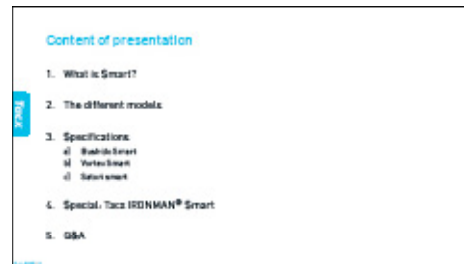 Content of presentation
1. What is Smart?
2. The different models
Tacx
3. Specifications
a) Bushido Smart
b) Vortex Smart
c) Satori smart
4. Special: Tacx IRONMAN® Smart
5. Q&A